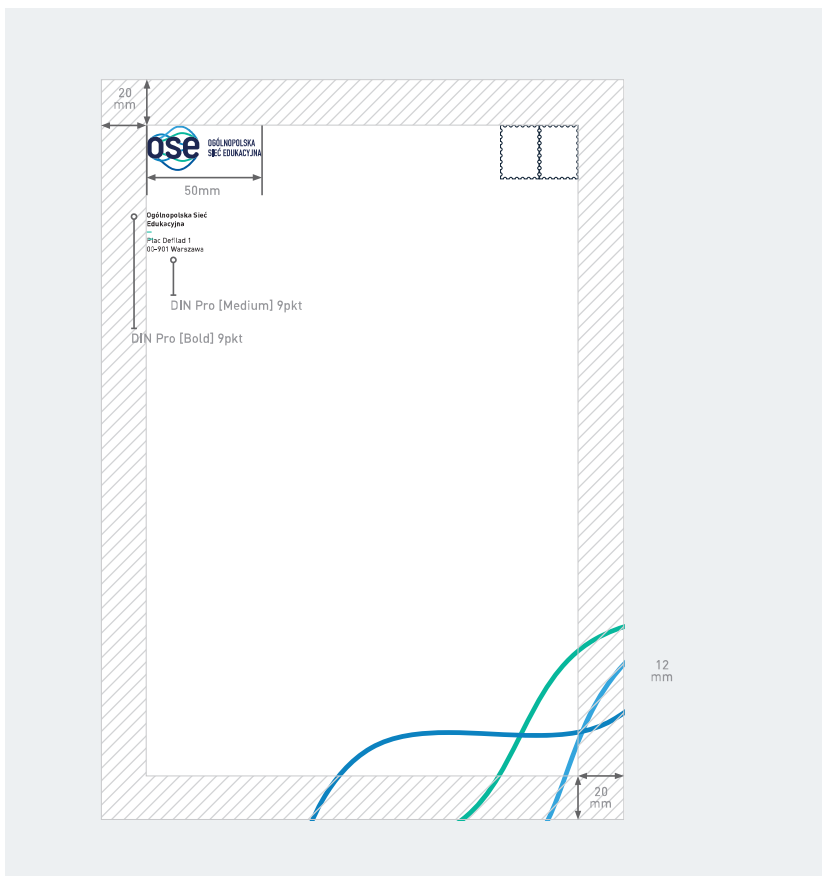 20
mm
ose
OGÓLNOPOLSKA
SIEĆ EDUKACYJNA
50mm
Ogólnopolska Sieć
Edukacyjna
Plac Defilad 1
00-901 Warszawa
DIN Pro [Medium] 9pkt
DIN Pro [Bold] 9pkt
12
mm
20
mm